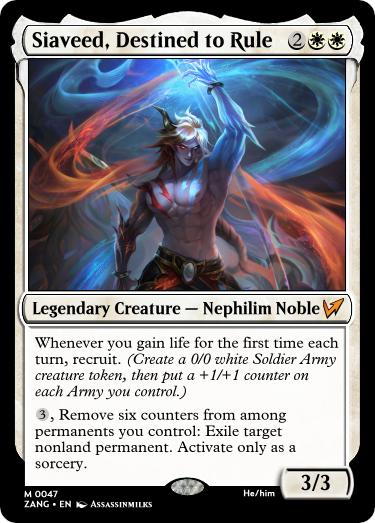 Siaveed, Destined to Rule 2
Legendary Creature — Nephilim Noble
Whenever you gain life for the first time each
turn, recruit. (Create a 0/0 white Soldier Army
creature token, then put a +1/+1 counter on
each Army you control.)
3, Remove six counters from among
permanents you control: Exile target
nonland permanent. Activate only as a
sorcery.
3/3
M 0047
ZANG • EN Assassinmilks
He/him